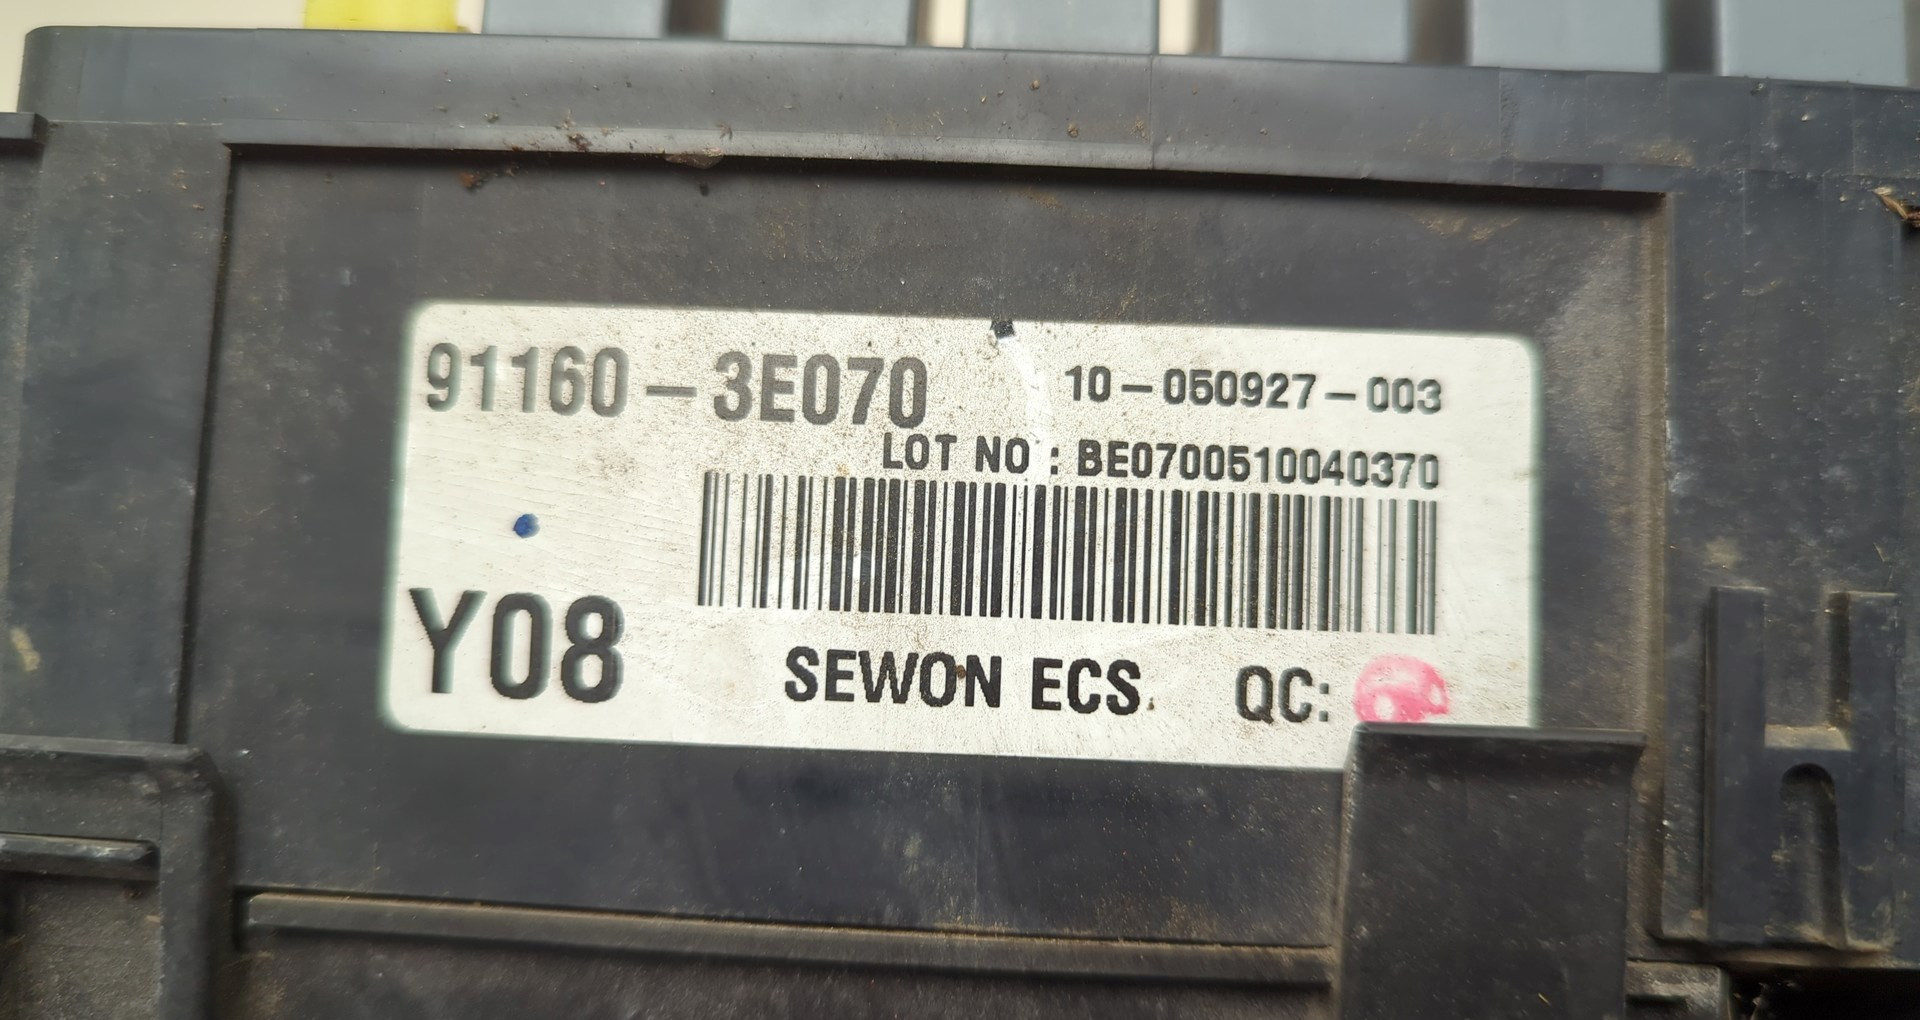 91160-3E070 10-050927-003
LOT NO : BE0700510040370
Y08
SEWON ECS. QC: